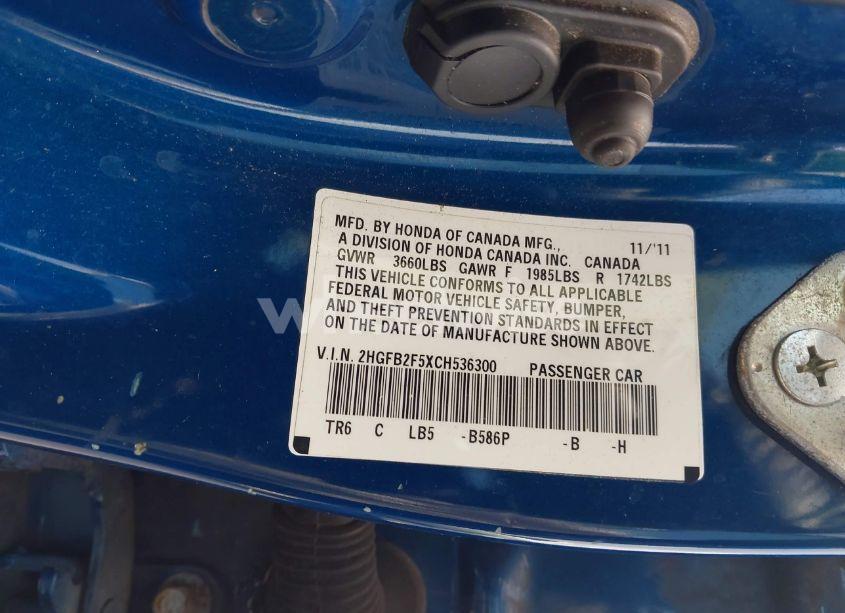 MFD. BY HONDA OF CANADA MFG., 11/'11
A DIVISION OF HONDA CANADA INC. CANADA
GVWR 3660LBS GAWR F 1985LBS R 1742LBS
THIS VEHICLE CONFORMS TO ALL APPLICABLE
FEDERAL MOTOR VEHICLE SAFETY, BUMPER,
AND THEFT PREVENTION STANDARDS IN EFFECT
ON THE DATE OF MANUFACTURE SHOWN ABOVE.
V.I.N. 2HGFB2F5XCH536300 PASSENGER CAR
TR6 C LB5 -B586P -B -H